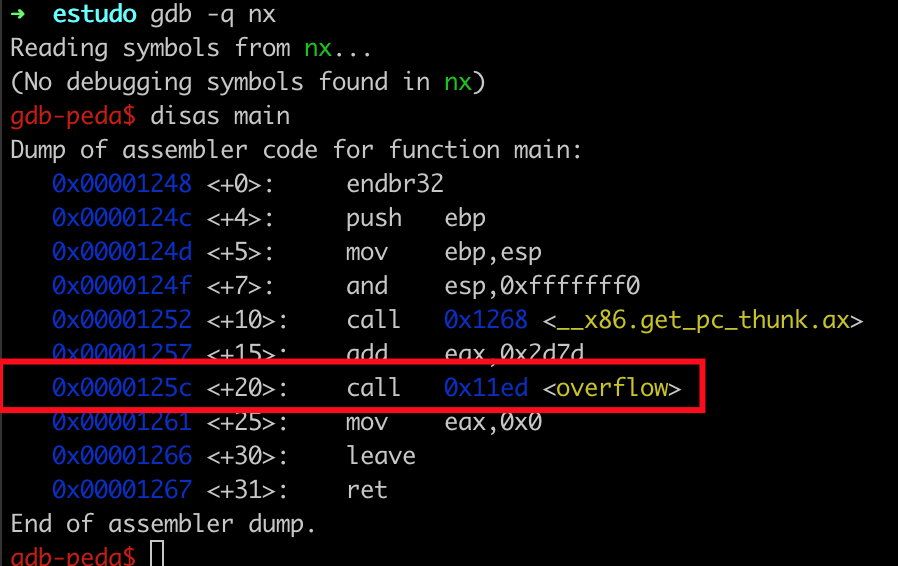 → estudo gdb -q nx
Reading symbols from nx...
(No debugging symbols found in nx)
gdb-peda$ disas main
Dump of assembler code for function main:
0x00001248 <+0>: endbr32
0x0000124c <+4>: push ebp
0x0000124d <+5>: mov ebp,esp
0x0000124f <+7>: and esp,0xfffffff0
0x00001252 <+10>: call 0x1268 <__x86.get_pc_thunk.ax>
0x00001257 <+15>: add eax,0x2d7d
0x0000125c <+20>: call 0x11ed <overflow>
0x00001261 <+25>: mov eax,0x0
0x00001266 <+30>: leave
0x00001267 <+31>: ret
End of assembler dump.
gdb-peda$